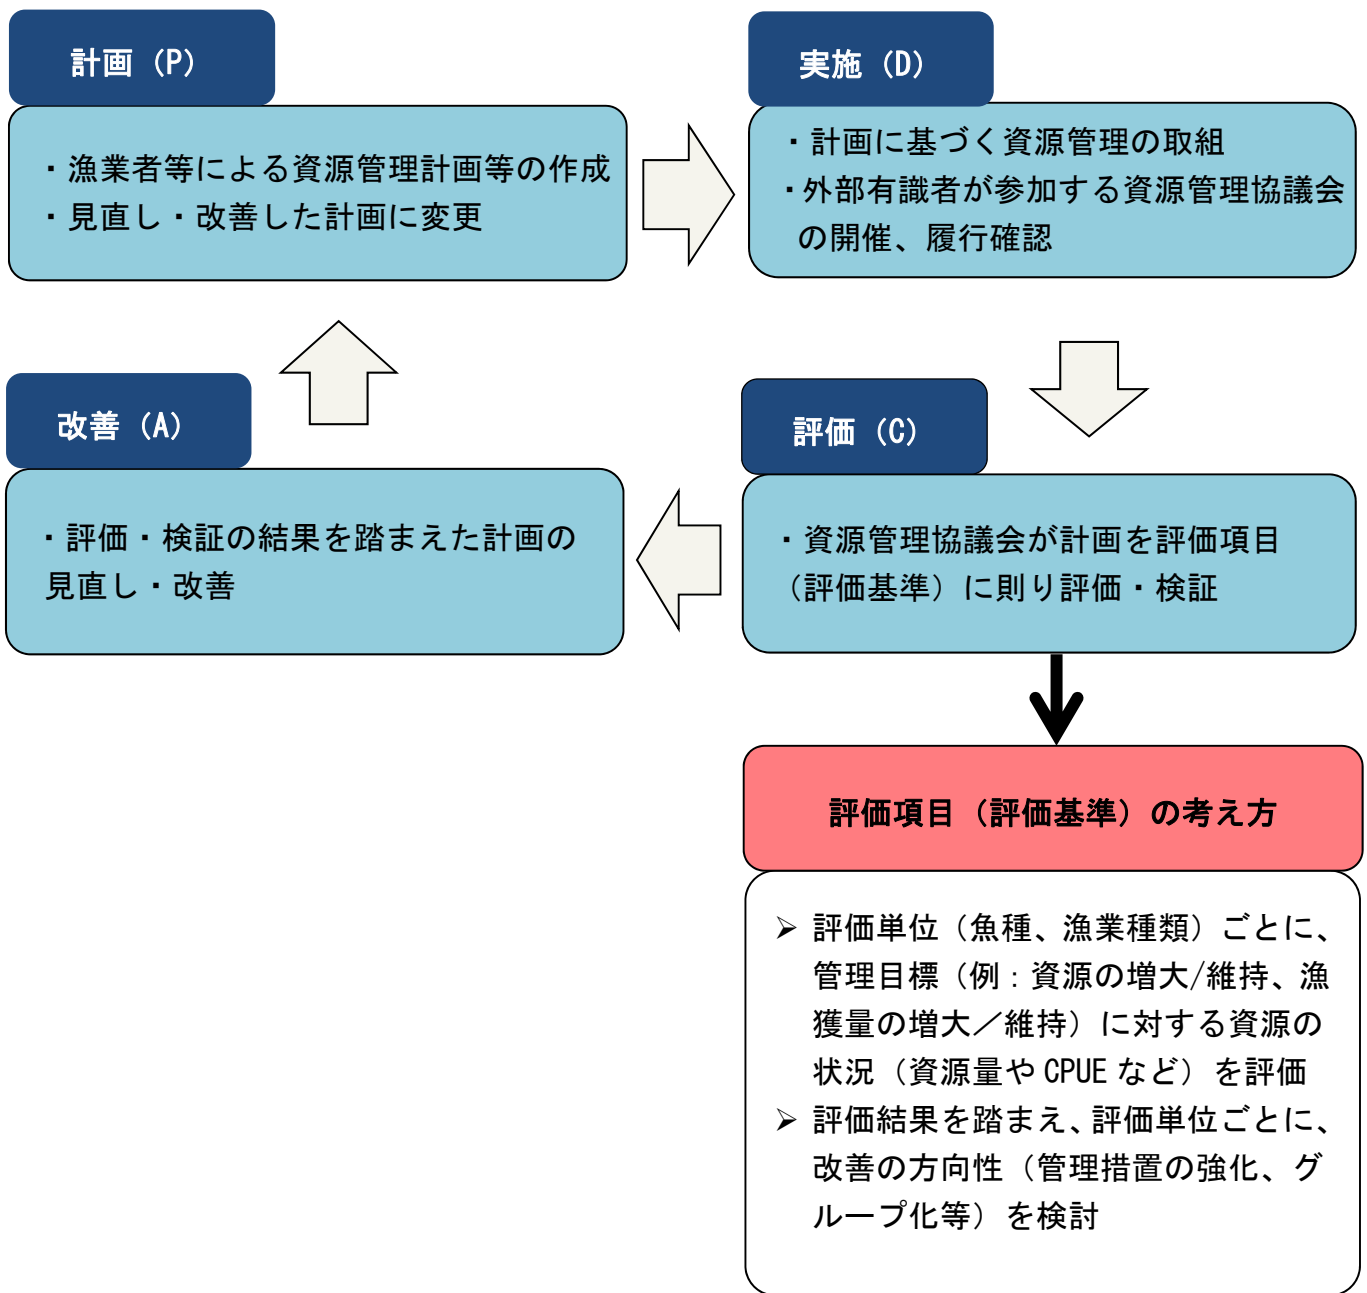 計画（P）
・漁業者等による資源管理計画等の作成
・見直し・改善した計画に変更
実施（D）
・計画に基づく資源管理の取組
・外部有識者が参加する資源管理協議会
の開催、履行確認
改善（A）
・評価・検証の結果を踏まえた計画の
見直し・改善
評価（C）
・資源管理協議会が計画を評価項目
（評価基準）に則り評価・検証
評価項目（評価基準）の考え方
➢ 評価単位（魚種、漁業種類）ごとに、
管理目標（例：資源の増大/維持、漁
獲量の増大／維持）に対する資源の
状況（資源量や CPUE など）を評価
➢ 評価結果を踏まえ、評価単位ごとに、
改善の方向性（管理措置の強化、グ
ループ化等）を検討